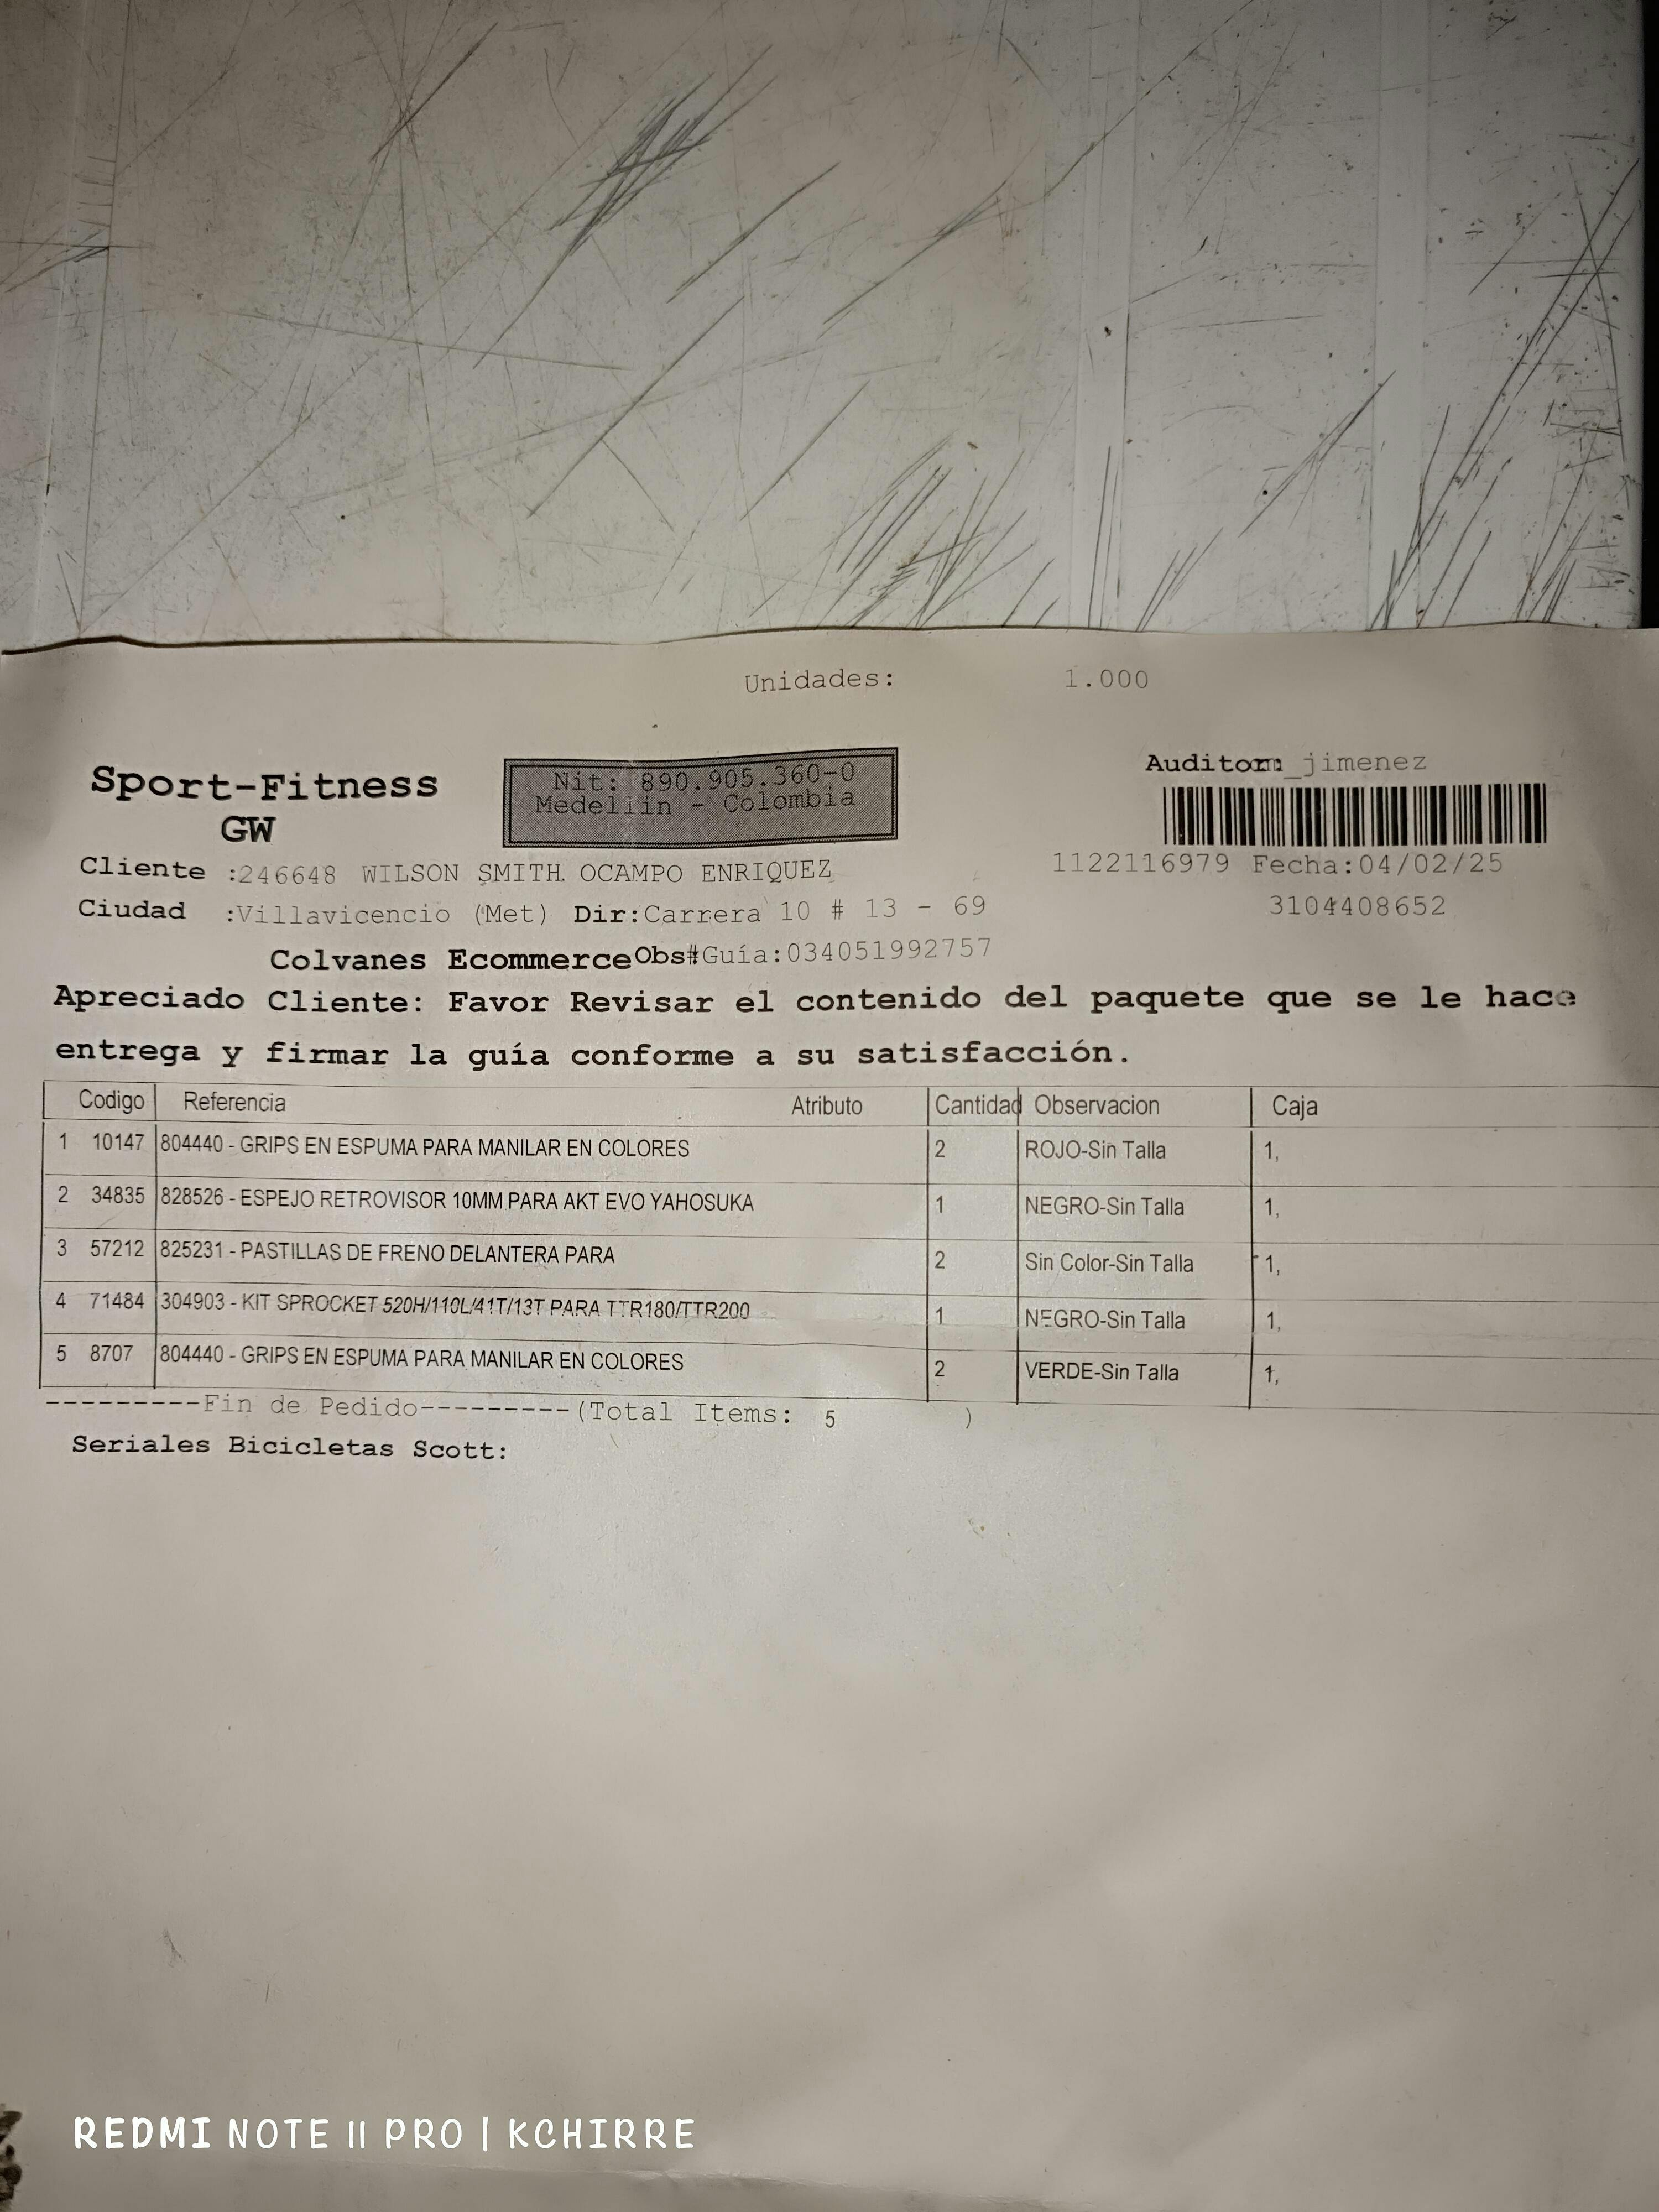 Unidades: 1.000
Sport-Fitness
GW
Nit: 890.905.360-0
Medellin - Colombia
Auditor: _jimenez
Cliente :246648 WILSON SMITH OCAMPO ENRIQUEZ
1122116979 Fecha:04/02/25
Ciudad :Villavicencio (Met) Dir:Carrera 10 # 13 - 69
3104408652
Colvanes Ecommerce Obs#Guía:034051992757
Apreciado Cliente: Favor Revisar el contenido del paquete que se le hace
entrega y firmar la guía conforme a su satisfacción.
Codigo Referencia Atributo Cantidad Observacion Caja
1 10147 804440 - GRIPS EN ESPUMA PARA MANILAR EN COLORES 2 ROJO-Sin Talla 1,
2 34835 828526 - ESPEJO RETROVISOR 10MM PARA AKT EVO YAHOSUKA 1 NEGRO-Sin Talla 1,
3 57212 825231 - PASTILLAS DE FRENO DELANTERA PARA 2 Sin Color-Sin Talla 1,
4 71484 304903 - KIT SPROCKET 520H/110L/41T/13T PARA TTR180/TTR200 1 NEGRO-Sin Talla 1,
5 8707 804440 - GRIPS EN ESPUMA PARA MANILAR EN COLORES 2 VERDE-Sin Talla 1,
---------Fin de Pedido---------(Total Items: 5 )
Seriales Bicicletas Scott:
REDMI NOTE 11 PRO | KCHIRRE